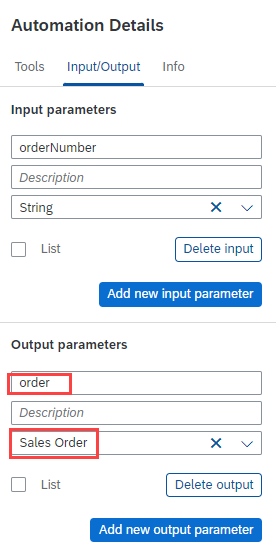 Automation Details
Tools Input/Output Info
Input parameters
orderNumber
Description
String
List Delete input
Add new input parameter
Output parameters
order
Description
Sales Order
List Delete output
Add new output parameter